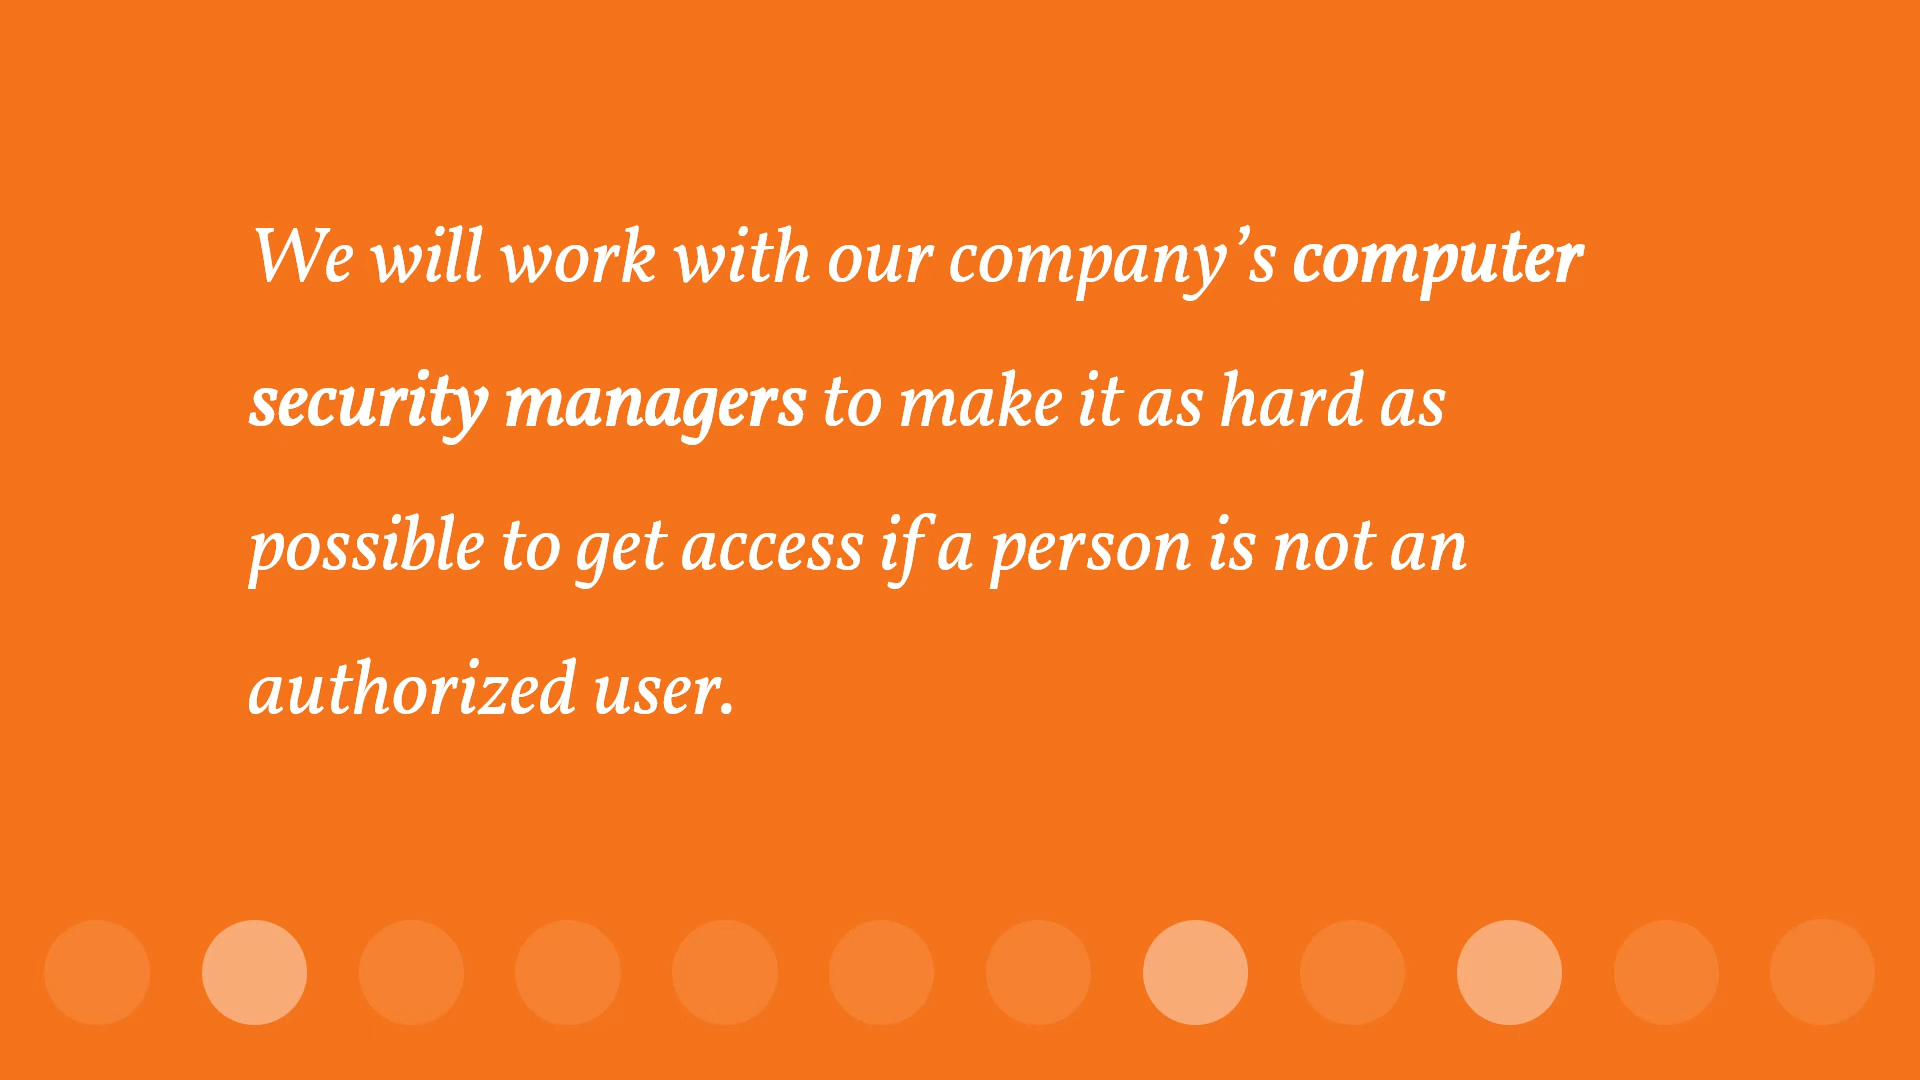 We will work with our company’s computer
security managers to make it as hard as
possible to get access if a person is not an
authorized user.